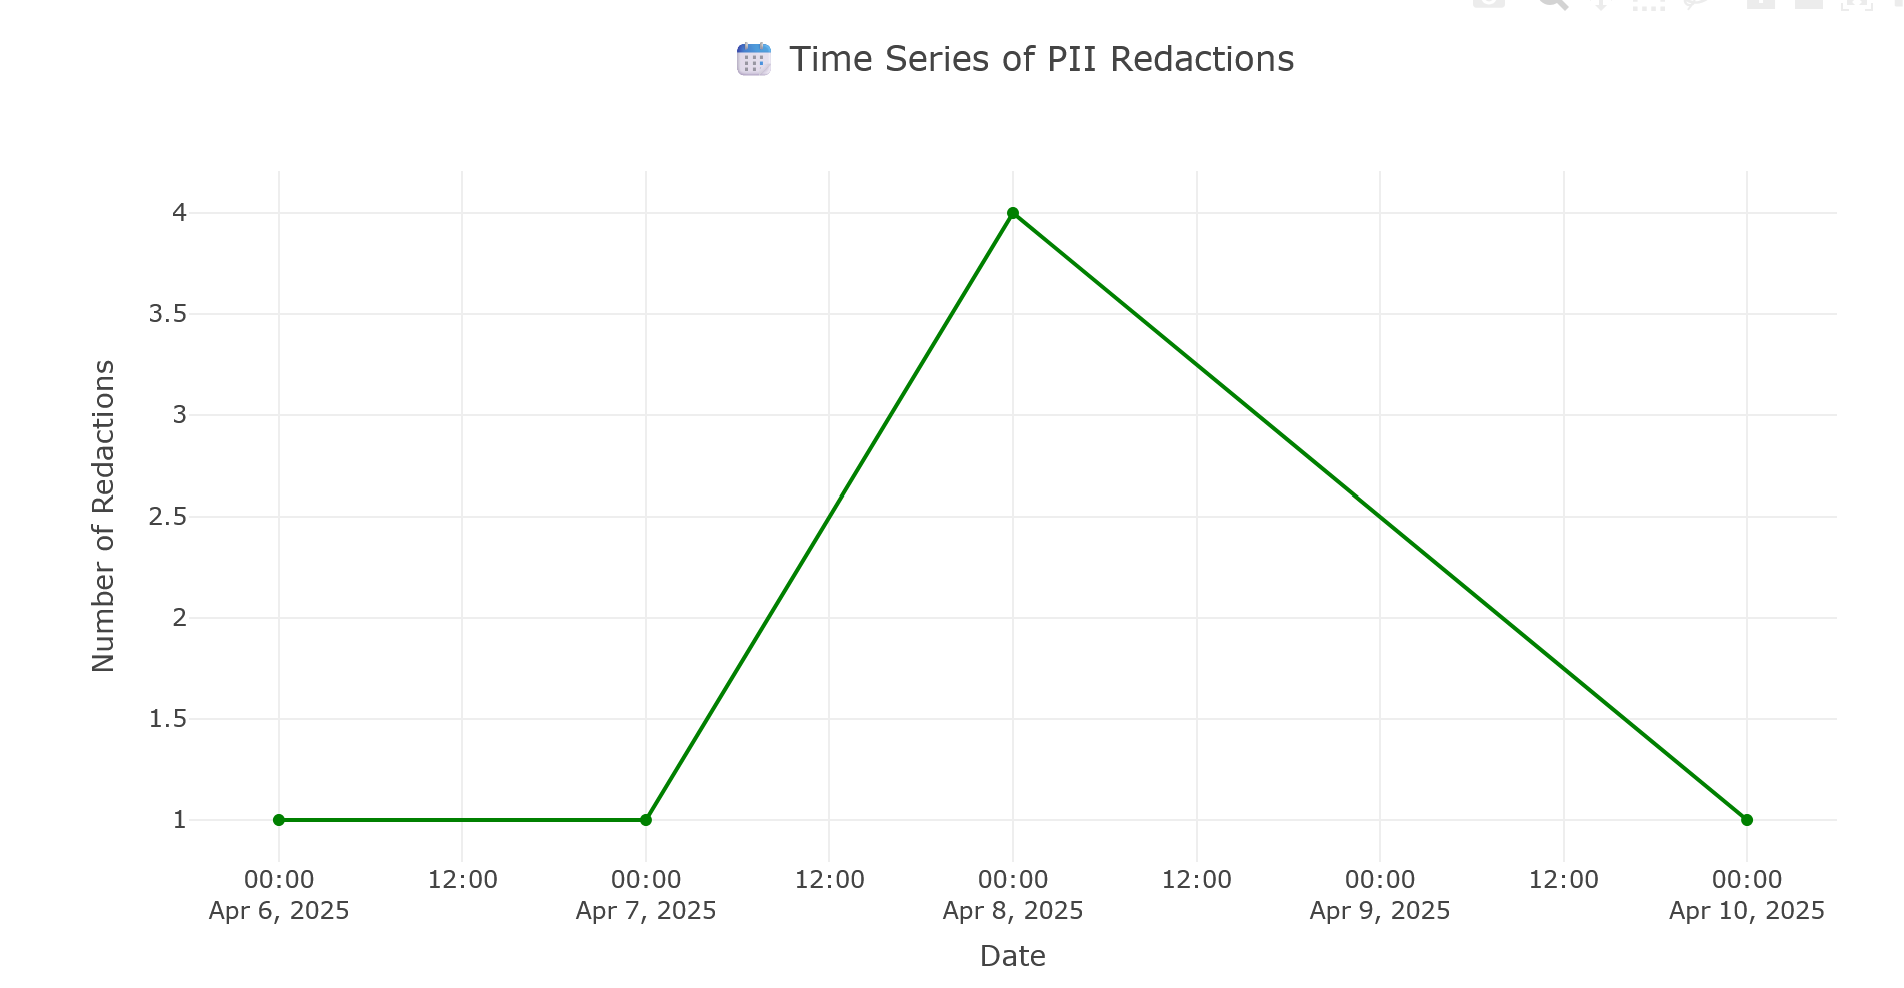 Time Series of PII Redactions
4
3.5
3
2.5
2
1.5
1
Number of Redactions
00:00 12:00 00:00 12:00 00:00 12:00 00:00 12:00 00:00
Apr 6, 2025 Apr 7, 2025 Apr 8, 2025 Apr 9, 2025 Apr 10, 2025
Date